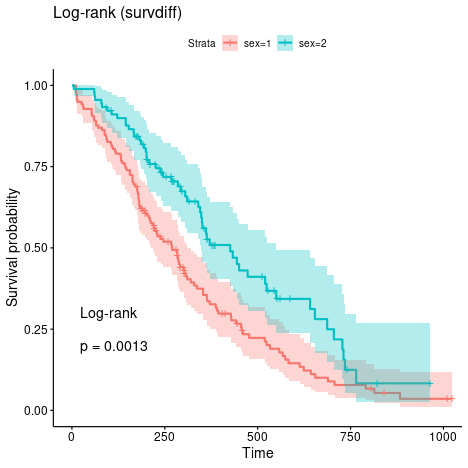 Log-rank (survdiff)
Strata sex=1 sex=2
1.00
0.75
0.50
0.25
0.00
Survival probability
Log-rank
p = 0.0013
0 250 500 750 1000
Time